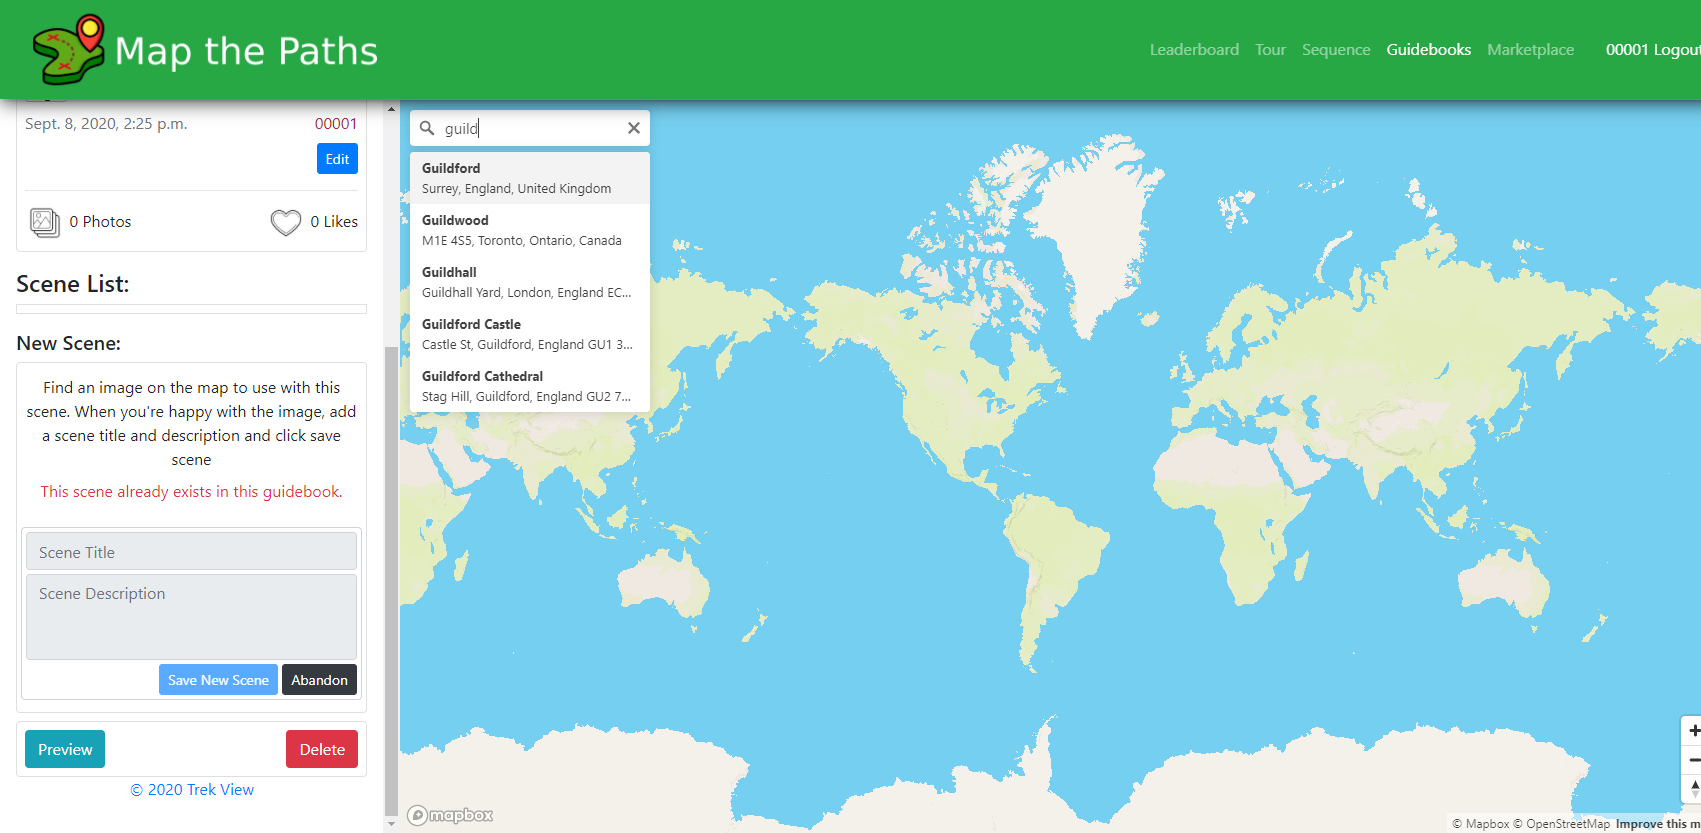 Map the Paths
Leaderboard Tour Sequence Guidebooks Marketplace 00001 Logout
Sept. 8, 2020, 2:25 p.m. 00001
Edit
0 Photos 0 Likes
Scene List:
New Scene:
Find an image on the map to use with this
scene. When you're happy with the image, add
a scene title and description and click save
scene
This scene already exists in this guidebook.
Scene Title
Scene Description
Save New Scene Abandon
Preview Delete
© 2020 Trek View
guild
Guildford
Surrey, England, United Kingdom
Guildwood
M1E 4S5, Toronto, Ontario, Canada
Guildhall
Guildhall Yard, London, England EC...
Guildford Castle
Castle St, Guildford, England GU1 3...
Guildford Cathedral
Stag Hill, Guildford, England GU2 7...
mapbox
© Mapbox © OpenStreetMap Improve this m